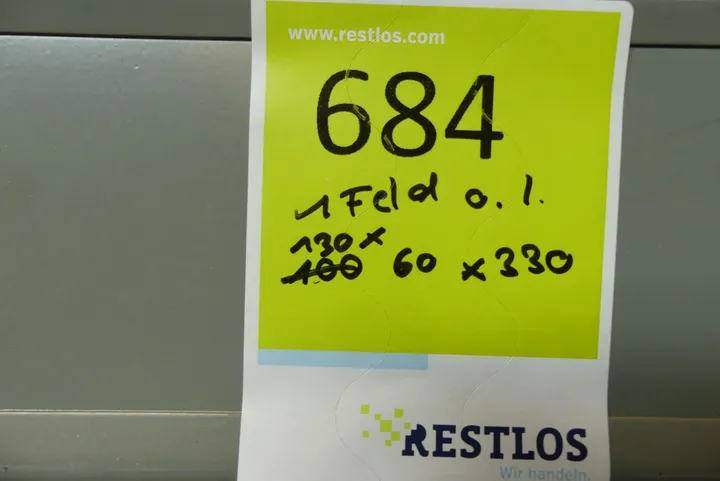 www.restlos.com
684
1 Feld o. l.
130 x
100 60 x 330
RESTLOS
Wir handeln.